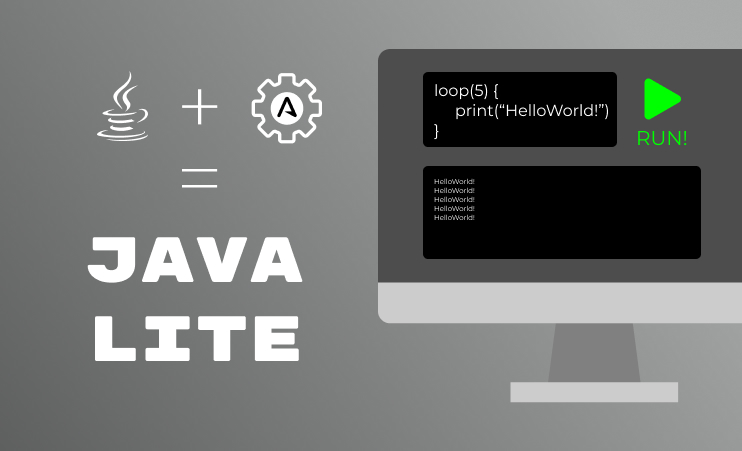 +
=
JAVA
LITE
loop(5) {
print(“HelloWorld!”)
}
RUN!
HelloWorld!
HelloWorld!
HelloWorld!
HelloWorld!
HelloWorld!